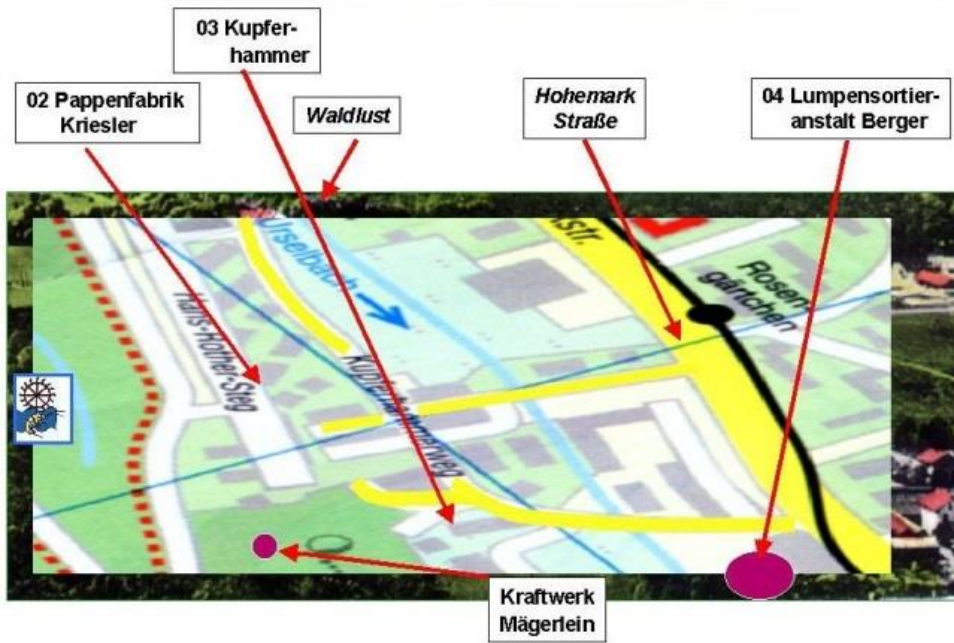 03 Kupfer-
hammer
02 Pappenfabrik
Kriesler
Waldlust
Hohemark
Straße
04 Lumpensortier-
anstalt Berger
Urselbach
str.
Rosen-
gärtchen
Hans-Rother-Steg
Kupferhammerweg
Kraftwerk
Mägerlein